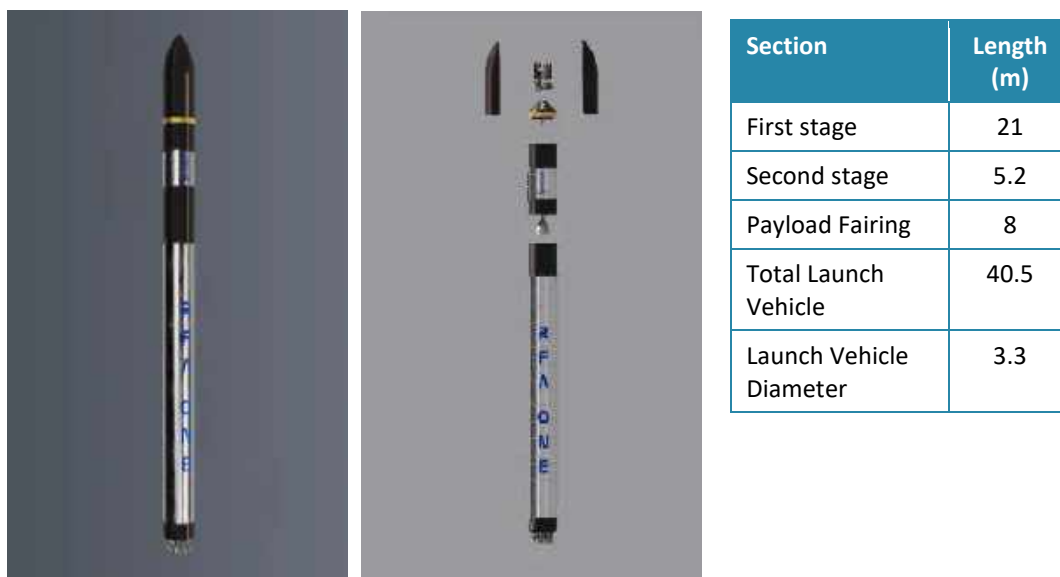 RFA ONE
RFA ONE
Section Length (m)
First stage 21
Second stage 5.2
Payload Fairing 8
Total Launch Vehicle 40.5
Launch Vehicle Diameter 3.3